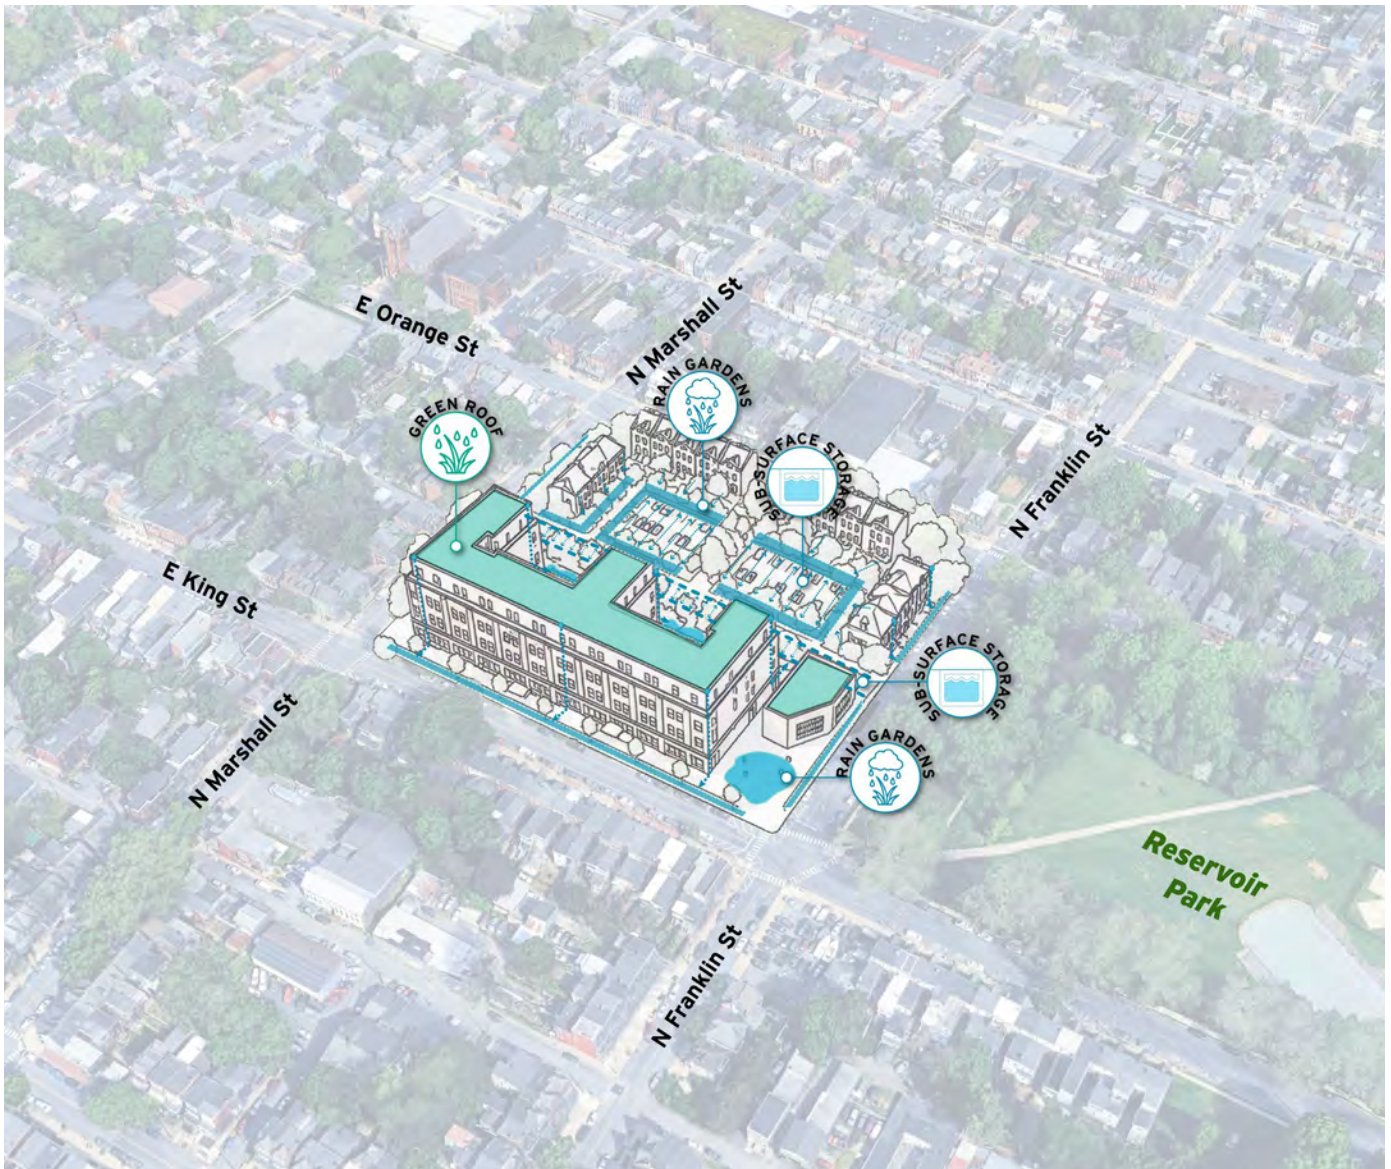 E Orange St
N Marshall St
RAIN GARDENS
GREEN ROOF
SUB-SURFACE STORAGE
N Franklin St
E King St
SUB-SURFACE STORAGE
N Marshall St
RAIN GARDENS
Reservoir
Park
N Franklin St